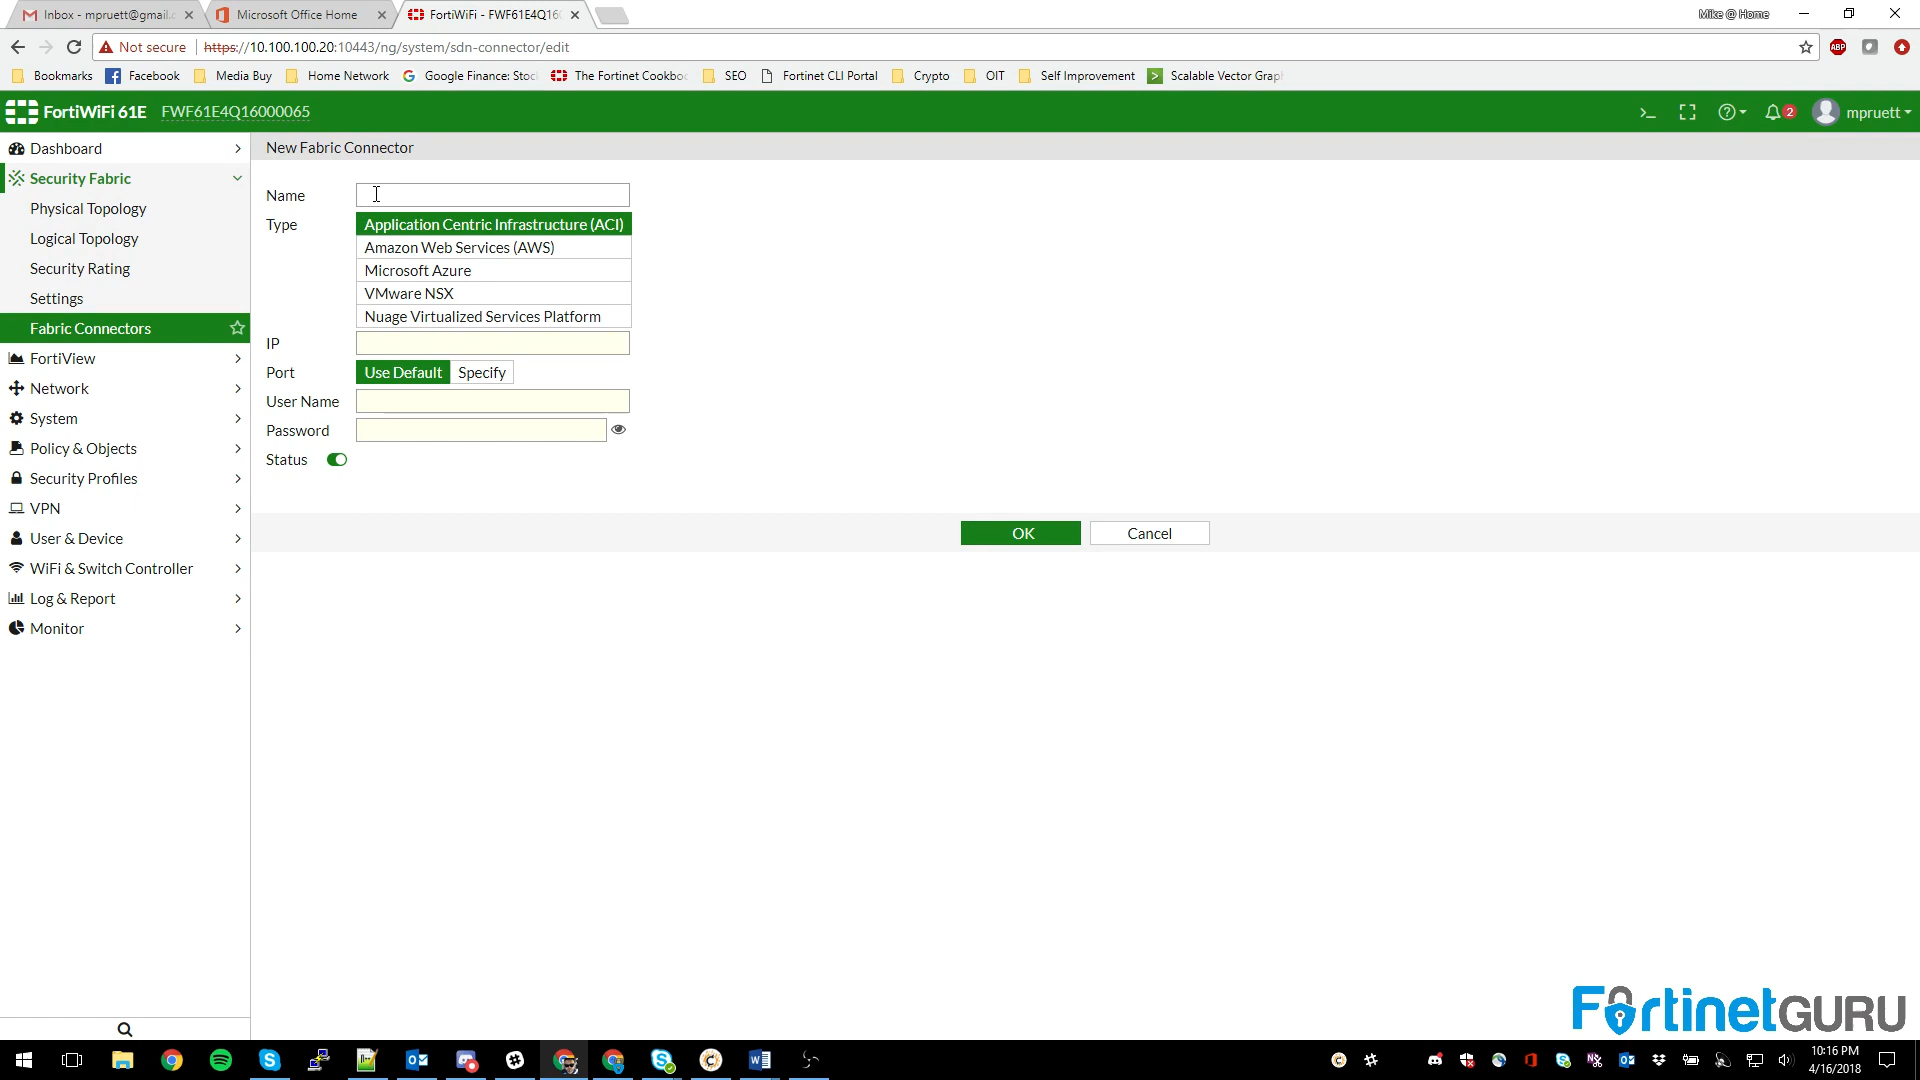 Inbox - mpruett@gmail.c
Microsoft Office Home
FortiWiFi - FWF61E4Q16
Mike @ Home
Not secure
https://10.100.100.20:10443/ng/system/sdn-connector/edit
ABP
Bookmarks
Facebook
Media Buy
Home Network
Google Finance: Stoc
The Fortinet Cookbo
SEO
Fortinet CLI Portal
Crypto
OIT
Self Improvement
Scalable Vector Grap
FortiWiFi 61E
FWF61E4Q16000065
2
mpruett
Dashboard
Security Fabric
Physical Topology
Logical Topology
Security Rating
Settings
Fabric Connectors
FortiView
Network
System
Policy & Objects
Security Profiles
VPN
User & Device
WiFi & Switch Controller
Log & Report
Monitor
New Fabric Connector
Name
Type
Application Centric Infrastructure (ACI)
Amazon Web Services (AWS)
Microsoft Azure
VMware NSX
Nuage Virtualized Services Platform
IP
Port
Use Default
Specify
User Name
Password
Status
OK
Cancel
FortinetGURU
10:16 PM
4/16/2018